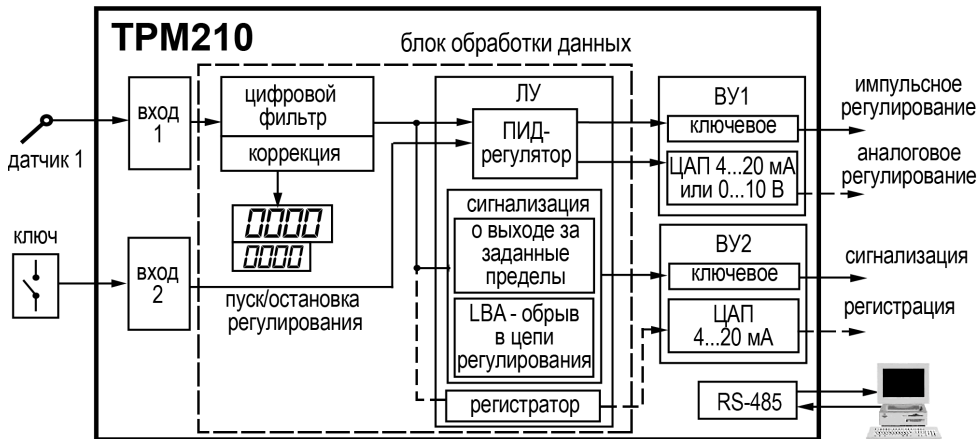 ТРМ210
блок обработки данных
датчик 1
вход
1
цифровой
фильтр
коррекция
0000
0000
ключ
вход
2
пуск/остановка
регулирования
ЛУ
ПИД-
регулятор
сигнализация
о выходе за
заданные
пределы
LBA - обрыв
в цепи
регулирования
регистратор
ВУ1
ключевое
ЦАП 4...20 мА
или 0...10 В
ВУ2
ключевое
ЦАП
4...20 мА
RS-485
импульсное
регулирование
аналоговое
регулирование
сигнализация
регистрация